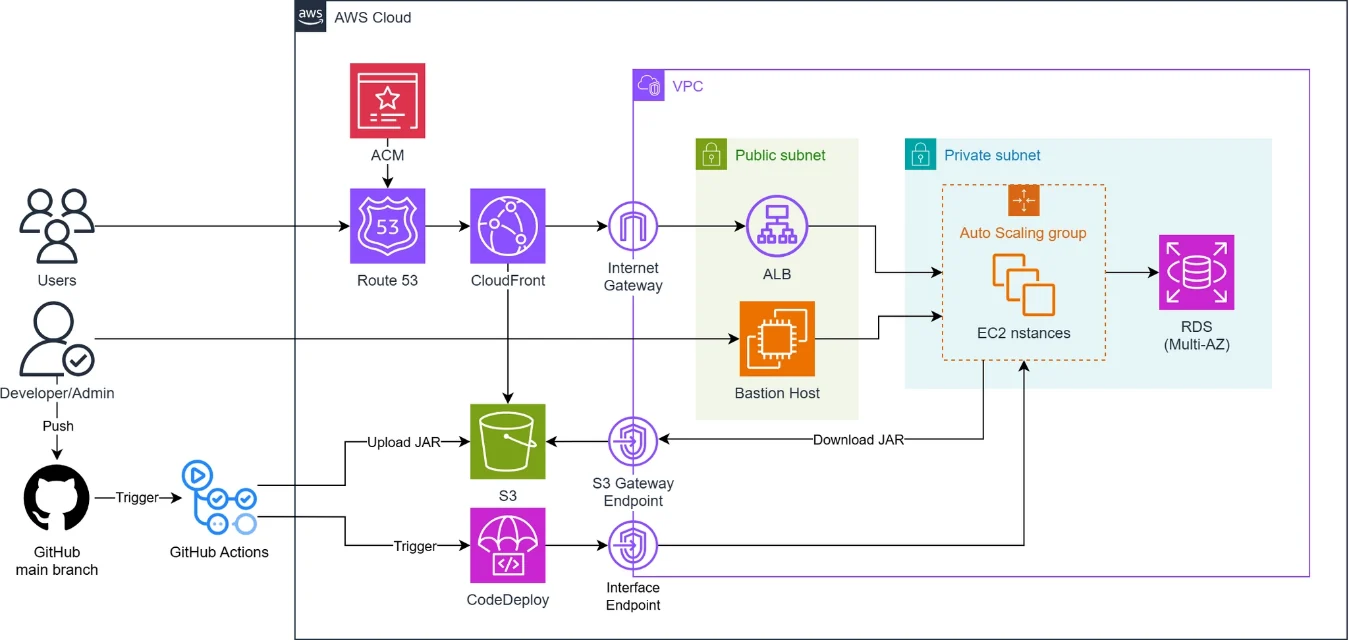 aws
AWS Cloud
VPC
ACM
Public subnet
Private subnet
Users
53
Route 53
CloudFront
Internet
Gateway
ALB
Auto Scaling group
EC2 nstances
RDS
(Multi-AZ)
Developer/Admin
Bastion Host
Push
Upload JAR
Download JAR
S3
S3 Gateway
Endpoint
Trigger
GitHub
main branch
GitHub Actions
Trigger
</>
CodeDeploy
Interface
Endpoint